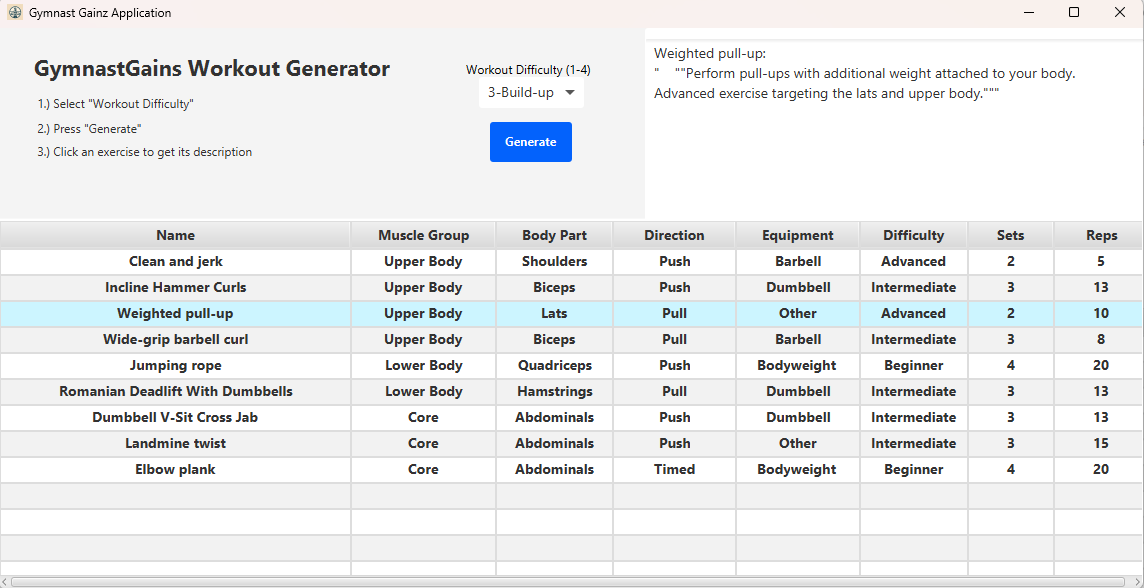 Gymnast Gainz Application
GymnastGains Workout Generator
1.) Select "Workout Difficulty"
2.) Press "Generate"
3.) Click an exercise to get its description
Workout Difficulty (1-4)
3-Build-up
Generate
Weighted pull-up:
"    ""Perform pull-ups with additional weight attached to your body.
Advanced exercise targeting the lats and upper body."""
Name Muscle Group Body Part Direction Equipment Difficulty Sets Reps
Clean and jerk Upper Body Shoulders Push Barbell Advanced 2 5
Incline Hammer Curls Upper Body Biceps Push Dumbbell Intermediate 3 13
Weighted pull-up Upper Body Lats Pull Other Advanced 2 10
Wide-grip barbell curl Upper Body Biceps Pull Barbell Intermediate 3 8
Jumping rope Lower Body Quadriceps Push Bodyweight Beginner 4 20
Romanian Deadlift With Dumbbells Lower Body Hamstrings Pull Dumbbell Intermediate 3 13
Dumbbell V-Sit Cross Jab Core Abdominals Push Dumbbell Intermediate 3 13
Landmine twist Core Abdominals Push Other Intermediate 3 15
Elbow plank Core Abdominals Timed Bodyweight Beginner 4 20